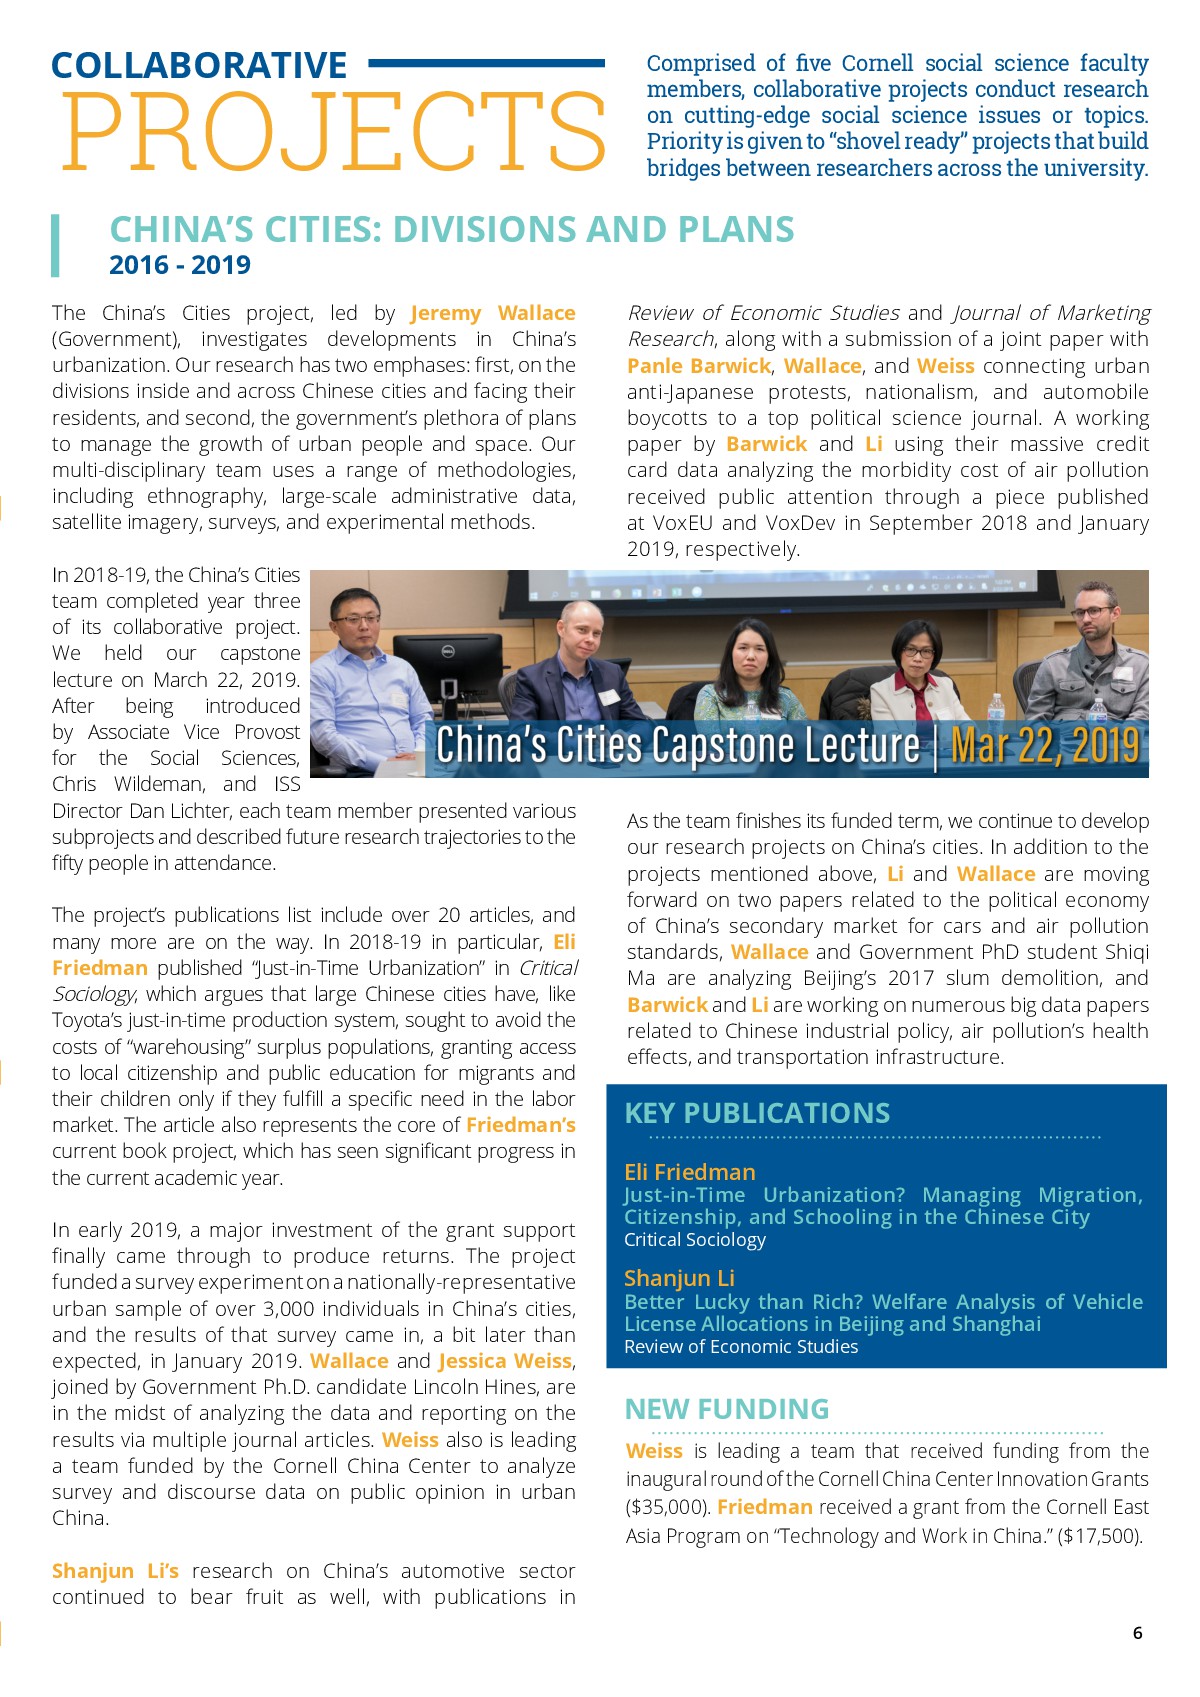 COLLABORATIVE
PROJECTS
Comprised of five Cornell social science faculty
members, collaborative projects conduct research
on cutting-edge social science issues or topics.
Priority is given to “shovel ready” projects that build
bridges between researchers across the university.
CHINA’S CITIES: DIVISIONS AND PLANS
2016 - 2019
The China’s Cities project, led by Jeremy Wallace
(Government), investigates developments in China’s
urbanization. Our research has two emphases: first, on the
divisions inside and across Chinese cities and facing their
residents, and second, the government’s plethora of plans
to manage the growth of urban people and space. Our
multi-disciplinary team uses a range of methodologies,
including ethnography, large-scale administrative data,
satellite imagery, surveys, and experimental methods.
In 2018-19, the China’s Cities
team completed year three
of its collaborative project.
We held our capstone
lecture on March 22, 2019.
After being introduced
by Associate Vice Provost
for the Social Sciences,
Chris Wildeman, and ISS
Director Dan Lichter, each team member presented various
subprojects and described future research trajectories to the
fifty people in attendance.
The project’s publications list include over 20 articles, and
many more are on the way. In 2018-19 in particular, Eli
Friedman published “Just-in-Time Urbanization” in Critical
Sociology, which argues that large Chinese cities have, like
Toyota’s just-in-time production system, sought to avoid the
costs of “warehousing” surplus populations, granting access
to local citizenship and public education for migrants and
their children only if they fulfill a specific need in the labor
market. The article also represents the core of Friedman’s
current book project, which has seen significant progress in
the current academic year.
In early 2019, a major investment of the grant support
finally came through to produce returns. The project
funded a survey experiment on a nationally-representative
urban sample of over 3,000 individuals in China’s cities,
and the results of that survey came in, a bit later than
expected, in January 2019. Wallace and Jessica Weiss,
joined by Government Ph.D. candidate Lincoln Hines, are
in the midst of analyzing the data and reporting on the
results via multiple journal articles. Weiss also is leading
a team funded by the Cornell China Center to analyze
survey and discourse data on public opinion in urban
China.
Shanjun Li’s research on China’s automotive sector
continued to bear fruit as well, with publications in
Review of Economic Studies and Journal of Marketing
Research, along with a submission of a joint paper with
Panle Barwick, Wallace, and Weiss connecting urban
anti-Japanese protests, nationalism, and automobile
boycotts to a top political science journal. A working
paper by Barwick and Li using their massive credit
card data analyzing the morbidity cost of air pollution
received public attention through a piece published
at VoxEU and VoxDev in September 2018 and January
2019, respectively.
DELL
China’s Cities Capstone Lecture | Mar 22, 2019
As the team finishes its funded term, we continue to develop
our research projects on China’s cities. In addition to the
projects mentioned above, Li and Wallace are moving
forward on two papers related to the political economy
of China’s secondary market for cars and air pollution
standards, Wallace and Government PhD student Shiqi
Ma are analyzing Beijing’s 2017 slum demolition, and
Barwick and Li are working on numerous big data papers
related to Chinese industrial policy, air pollution’s health
effects, and transportation infrastructure.
KEY PUBLICATIONS
Eli Friedman
Just-in-Time Urbanization? Managing Migration,
Citizenship, and Schooling in the Chinese City
Critical Sociology
Shanjun Li
Better Lucky than Rich? Welfare Analysis of Vehicle
License Allocations in Beijing and Shanghai
Review of Economic Studies
NEW FUNDING
Weiss is leading a team that received funding from the
inaugural round of the Cornell China Center Innovation Grants
($35,000). Friedman received a grant from the Cornell East
Asia Program on “Technology and Work in China.” ($17,500).
6